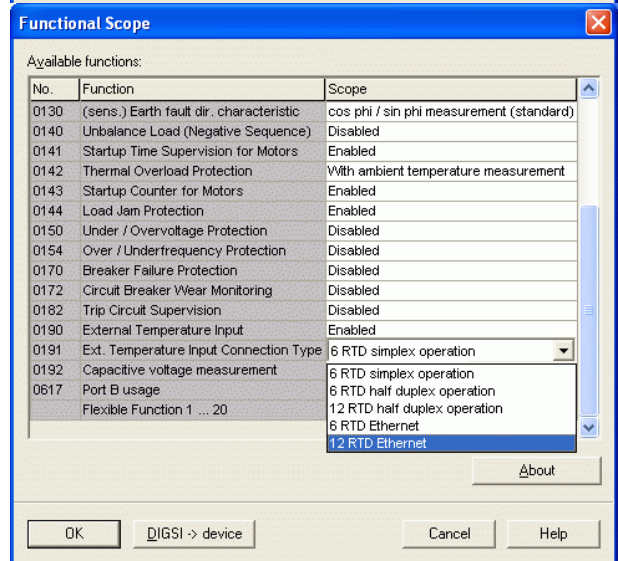 Functional Scope
Available functions:
No. Function Scope
0130 (sens.) Earth fault dir. characteristic cos phi / sin phi measurement (standard)
0140 Unbalance Load (Negative Sequence) Disabled
0141 Startup Time Supervision for Motors Enabled
0142 Thermal Overload Protection With ambient temperature measurement
0143 Startup Counter for Motors Enabled
0144 Load Jam Protection Enabled
0150 Under / Overvoltage Protection Disabled
0154 Over / Underfrequency Protection Disabled
0170 Breaker Failure Protection Disabled
0172 Circuit Breaker Wear Monitoring Disabled
0182 Trip Circuit Supervision Disabled
0190 External Temperature Input Enabled
0191 Ext. Temperature Input Connection Type 6 RTD simplex operation
0192 Capacitive voltage measurement
0617 Port B usage
Flexible Function 1 ... 20
6 RTD simplex operation
6 RTD half duplex operation
12 RTD half duplex operation
6 RTD Ethernet
12 RTD Ethernet
About
OK DIGSI -> device Cancel Help